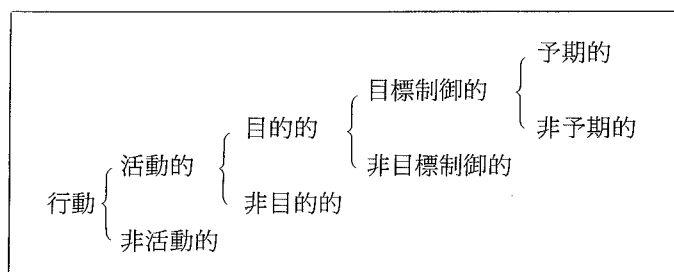 予期的
目標制御的
目的的
非予期的
活動的
非目標制御的
行動
非目的的
非活動的